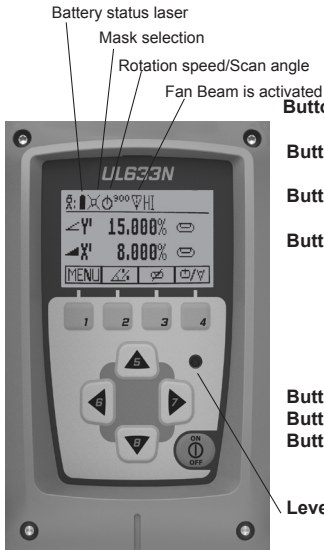 Battery status laser
Mask selection
Rotation speed/Scan angle
Fan Beam is activated
Butto
Butt
Butt
Butt
UL633N
900 HI
Y' 15.000%
X' 8.000%
MENU
1 2 3 4
5
6 7
8
ON
OFF
Butt
Butt
Butt
Leve